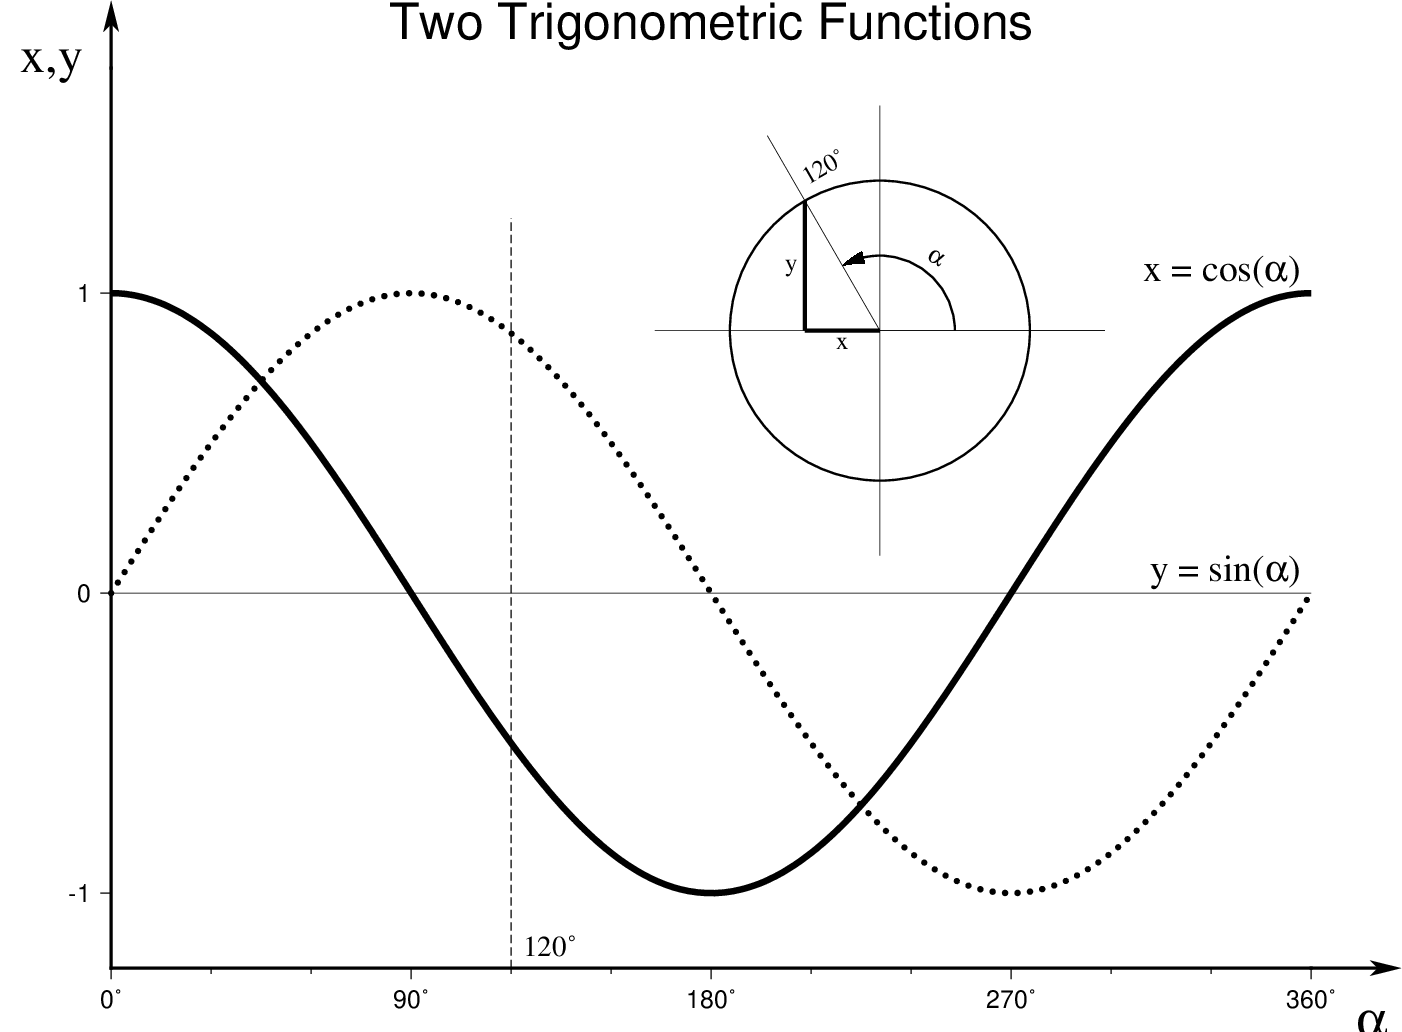 Two Trigonometric Functions
x,y
120°
α
y
x
x = cos(α)
1
y = sin(α)
0
-1
120°
0° 90° 180° 270° 360°
α